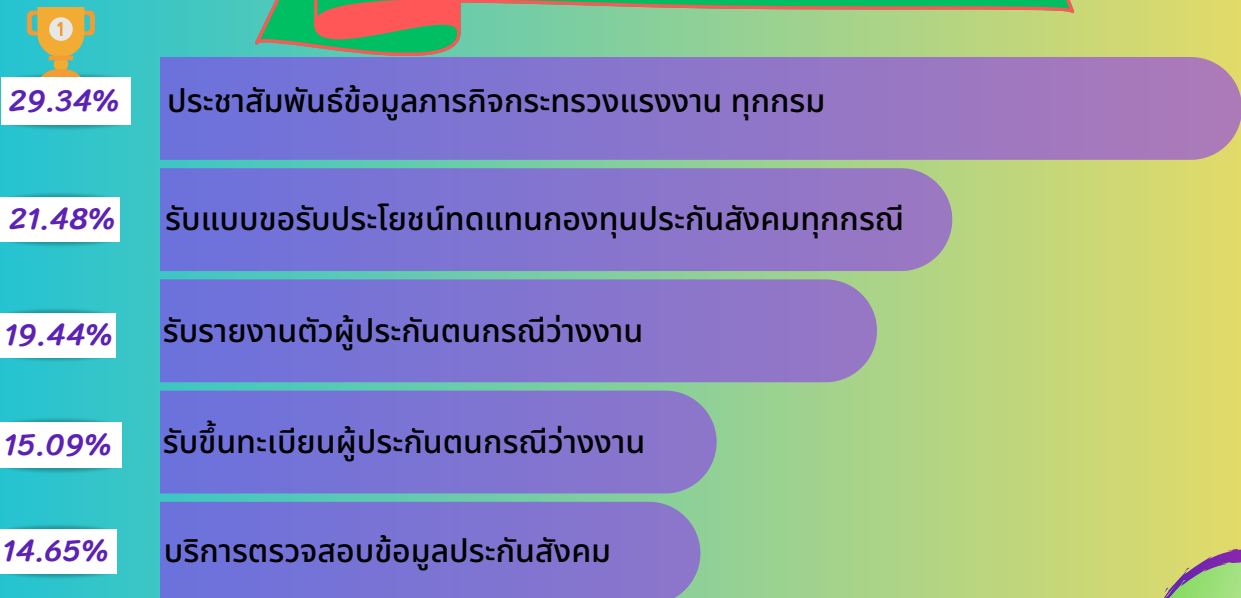 1
29.34%
ประชาสัมพันธ์ข้อมูลภารกิจกระทรวงแรงงาน ทุกกรม
21.48%
รับแบบขอรับประโยชน์ทดแทนกองทุนประกันสังคมทุกกรณี
19.44%
รับรายงานตัวผู้ประกันตนกรณีว่างงาน
15.09%
รับขึ้นทะเบียนผู้ประกันตนกรณีว่างงาน
14.65%
บริการตรวจสอบข้อมูลประกันสังคม